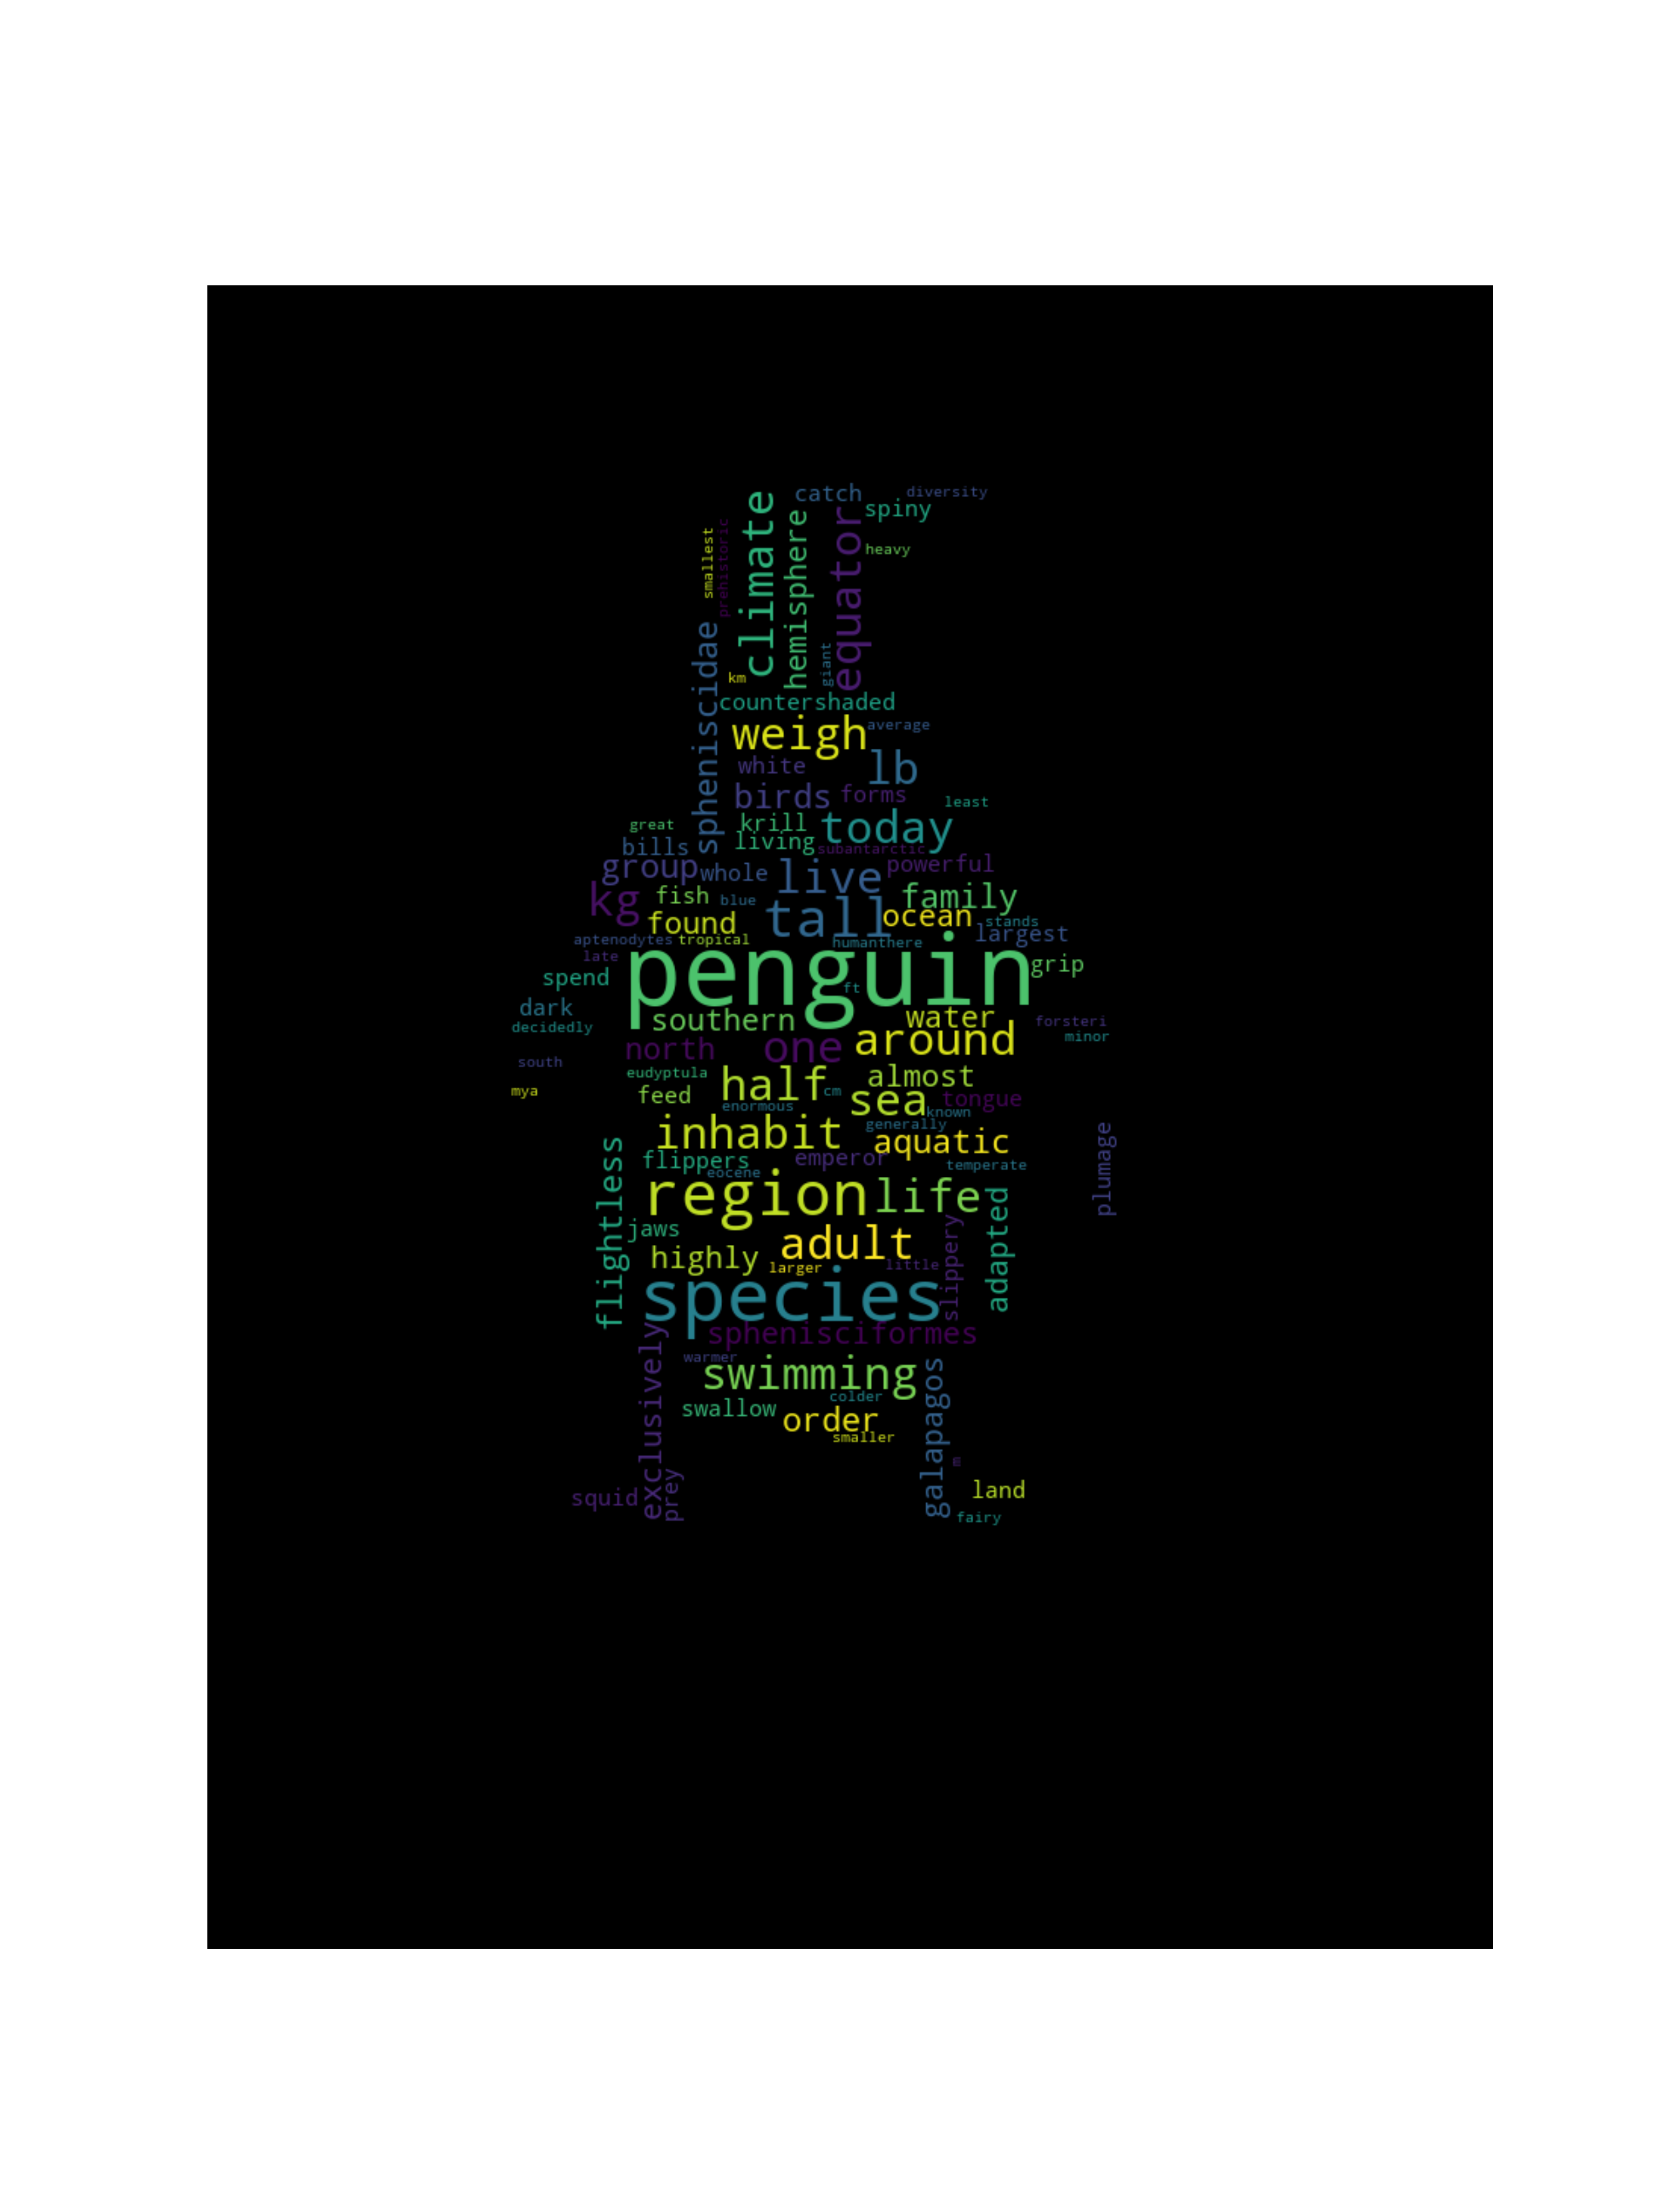 catch
diversity
spiny
climate
hemisphere
equator
smallest
prehistoric
heavy
spheniscidae
giant
km
countershaded
weigh
average
white
lb
birds
forms
least
great
krill
today
bills
living
subantarctic
group
whole
live
powerful
kg
fish
blue
tall
family
found
ocean
stands
aptenodytes
tropical
humanthere
largest
late
penguin
grip
spend
ft
dark
southern
water
forsteri
decidedly
minor
north
one
around
south
eudyptula
half
almost
mya
feed
cm
sea
tongue
enormous
known
inhabit
generally
aquatic
plumage
flightless
flippers
emperor
temperate
eocene
region
life
adapted
jaws
adult
slippery
highly
larger
little
species
sphenisciformes
exclusively
warmer
swimming
galapagos
colder
swallow
order
smaller
m
prey
squid
land
fairy